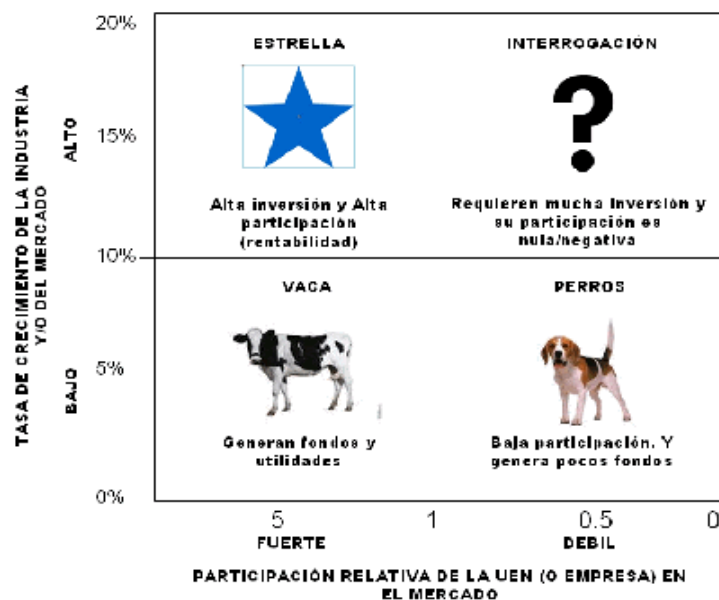 20%
ESTRELLA
INTERROGACIÓN
15%
ALTO
Alta inversión y Alta
participación
(rentabilidad)
Requieren mucha inversión y
su participación es
nula/negativa
TASA DE CRECIMIENTO DE LA INDUSTRIA
Y/O DEL MERCADO
10%
VACA
PERROS
5%
BAJO
Generan fondos y
utilidades
Baja participación. Y
genera pocos fondos
0%
5
1
0.5
0
FUERTE
DEBIL
PARTICIPACIÓN RELATIVA DE LA UEN (O EMPRESA) EN
EL MERCADO